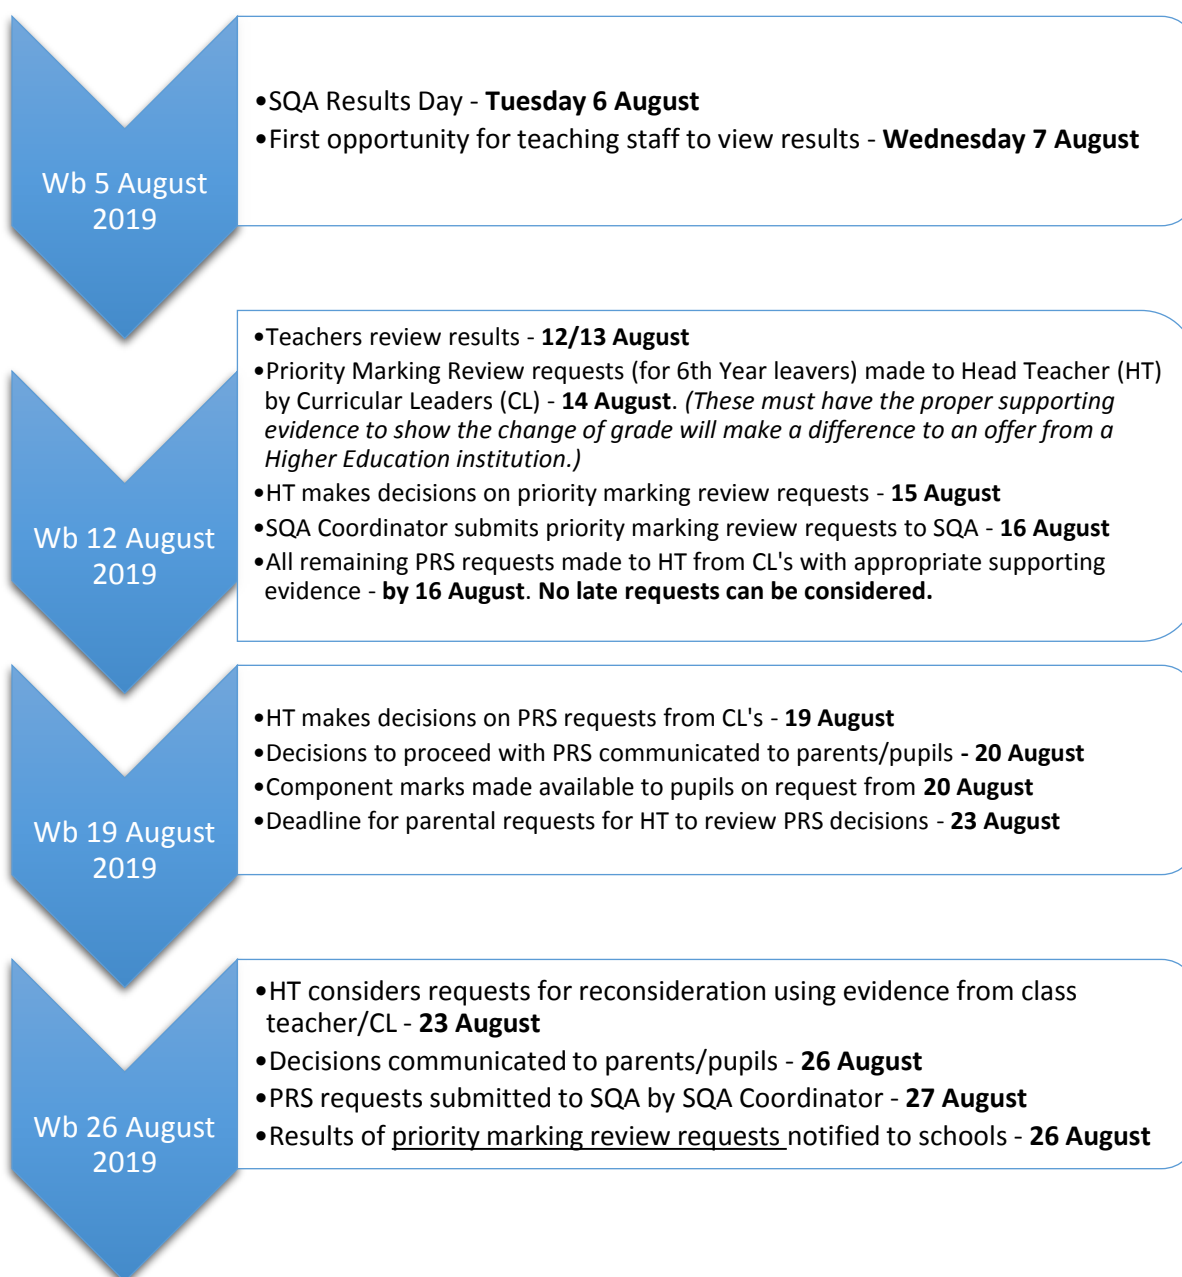 Wb 5 August
2019
•SQA Results Day - Tuesday 6 August
•First opportunity for teaching staff to view results - Wednesday 7 August
Wb 12 August
2019
•Teachers review results - 12/13 August
•Priority Marking Review requests (for 6th Year leavers) made to Head Teacher (HT)
by Curricular Leaders (CL) - 14 August. (These must have the proper supporting
evidence to show the change of grade will make a difference to an offer from a
Higher Education institution.)
•HT makes decisions on priority marking review requests - 15 August
•SQA Coordinator submits priority marking review requests to SQA - 16 August
•All remaining PRS requests made to HT from CL's with appropriate supporting
evidence - by 16 August. No late requests can be considered.
Wb 19 August
2019
•HT makes decisions on PRS requests from CL's - 19 August
•Decisions to proceed with PRS communicated to parents/pupils - 20 August
•Component marks made available to pupils on request from 20 August
•Deadline for parental requests for HT to review PRS decisions - 23 August
Wb 26 August
2019
•HT considers requests for reconsideration using evidence from class
teacher/CL - 23 August
•Decisions communicated to parents/pupils - 26 August
•PRS requests submitted to SQA by SQA Coordinator - 27 August
•Results of priority marking review requests notified to schools - 26 August